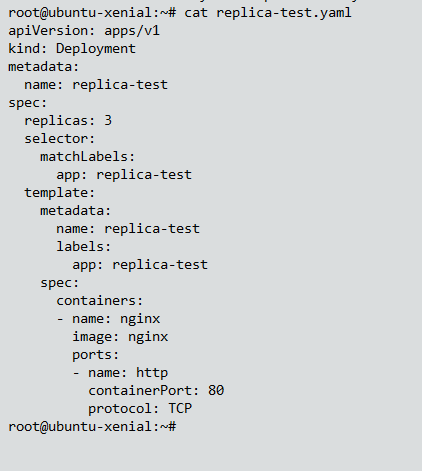 root@ubuntu-xenial:~# cat replica-test.yaml
apiVersion: apps/v1
kind: Deployment
metadata:
  name: replica-test
spec:
  replicas: 3
  selector:
    matchLabels:
      app: replica-test
  template:
    metadata:
      name: replica-test
      labels:
        app: replica-test
    spec:
      containers:
      - name: nginx
        image: nginx
        ports:
        - name: http
          containerPort: 80
          protocol: TCP
root@ubuntu-xenial:~#